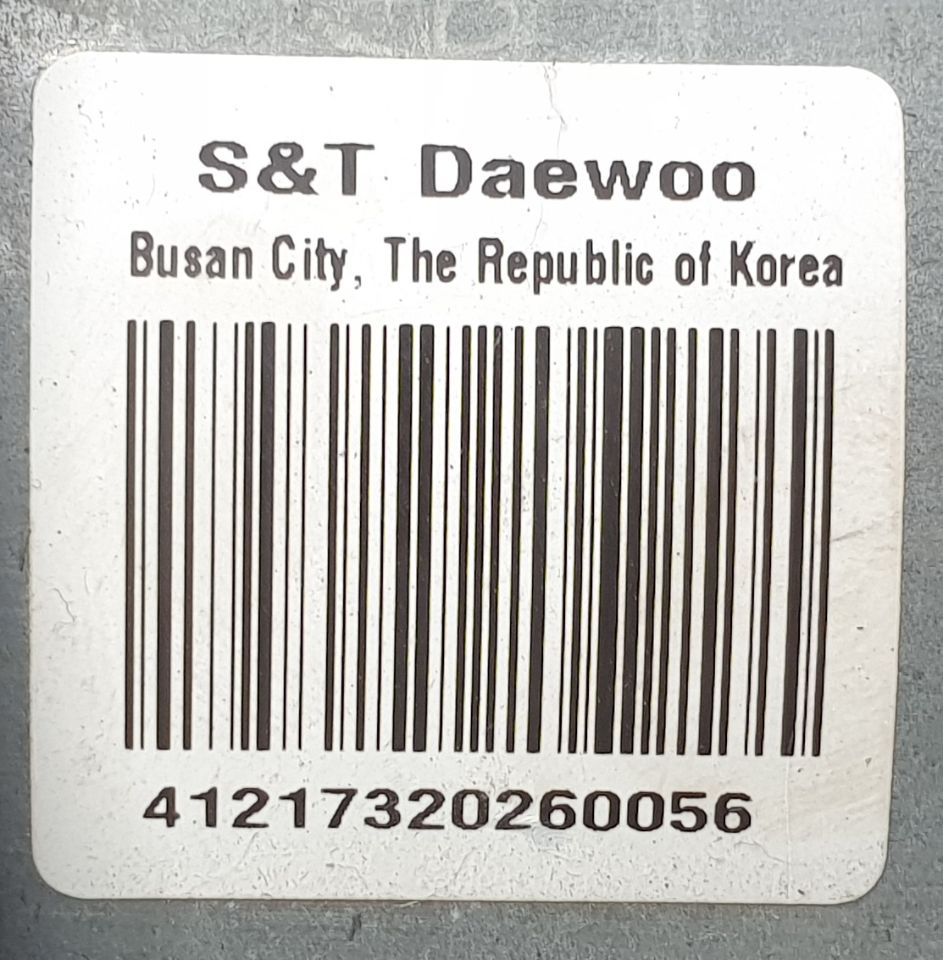 S&T Daewoo
Busan City, The Republic of Korea
41217320260056